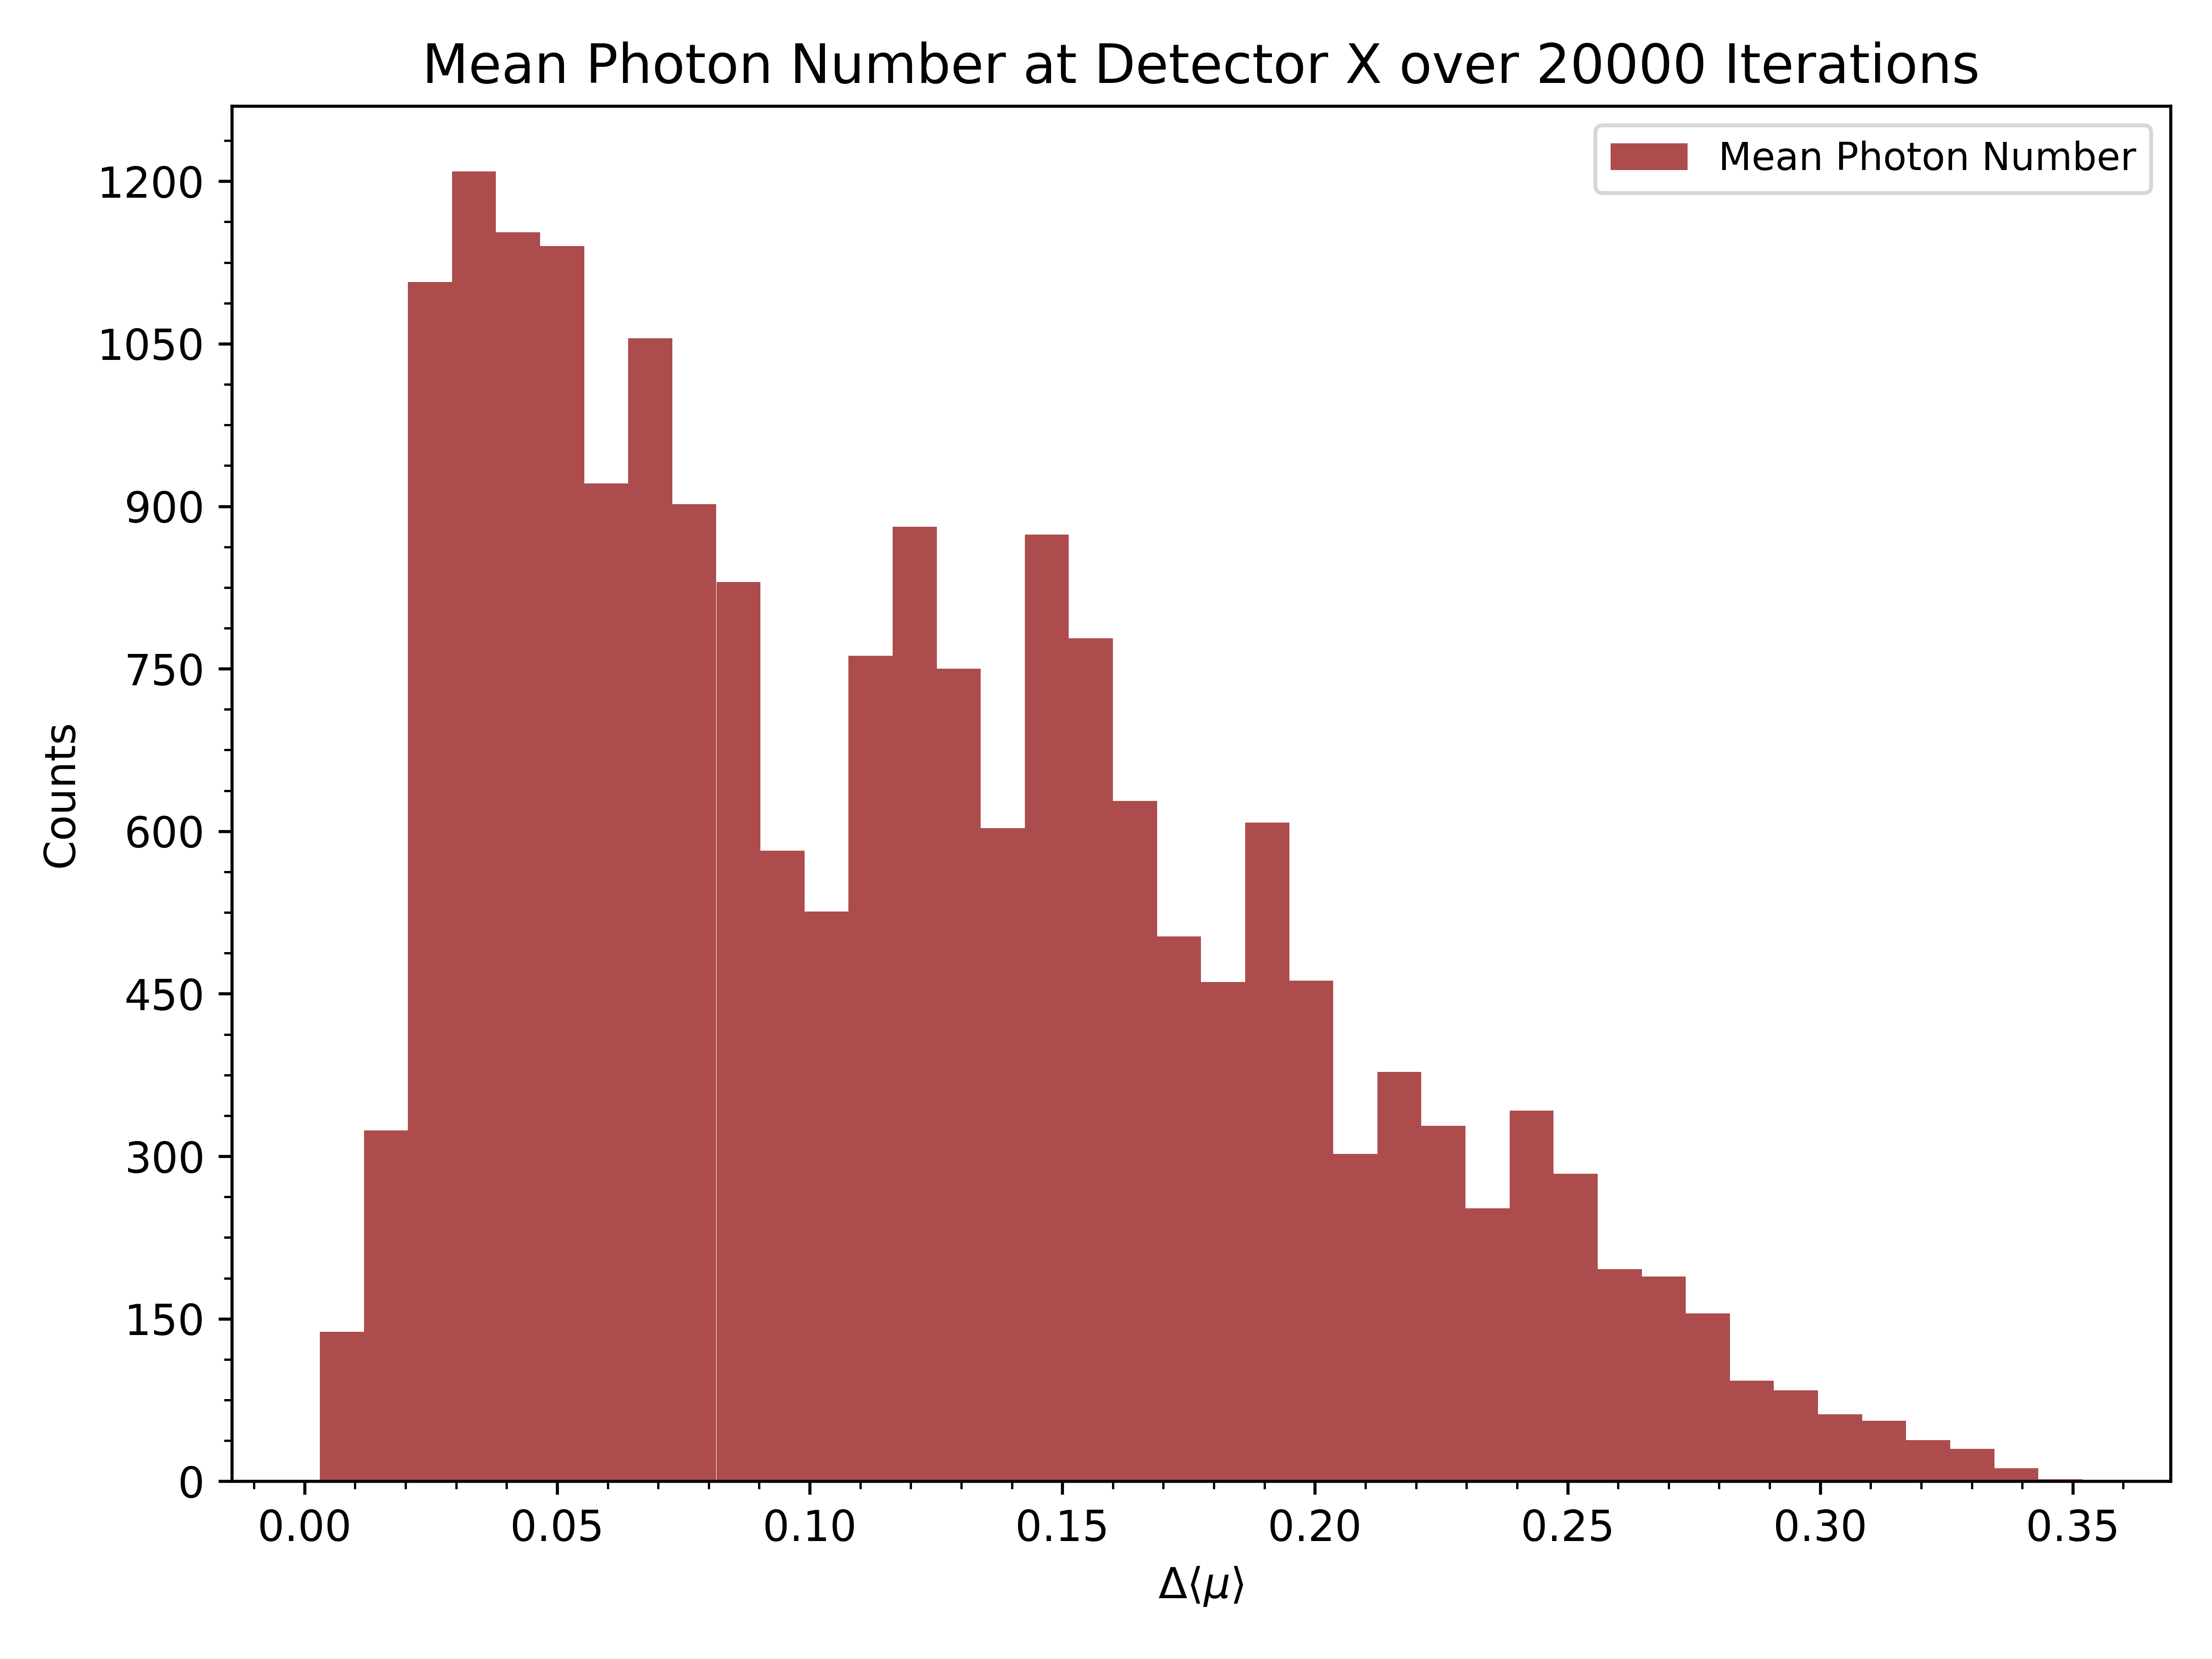 Mean Photon Number at Detector X over 20000 Iterations
Mean Photon Number
1200
1050
900
750
600
450
300
150
0
Counts
0.00 0.05 0.10 0.15 0.20 0.25 0.30 0.35
Δ⟨μ⟩